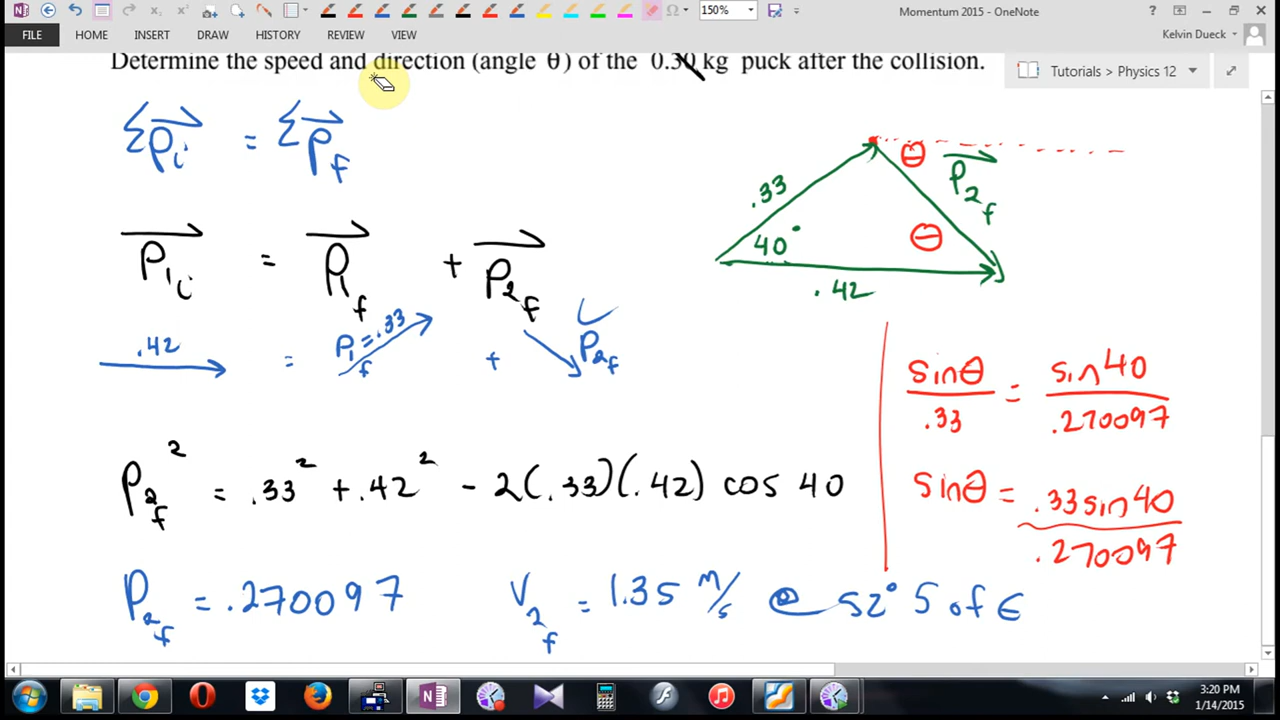 150%
Momentum 2015 - OneNote
?
FILE HOME INSERT DRAW HISTORY REVIEW VIEW
Kelvin Dueck
Determine the speed and direction (angle θ) of the 0.30 kg puck after the collision.
Tutorials > Physics 12
Σp⃗i = Σp⃗f
P⃗1i = P⃗1f + P⃗2f
.42 = P1f = .33 + P2f
.33
40°
.42
θ
θ
P⃗2f
sinθ/.33 = sin40/.270097
sinθ = .33sin40/.270097
P2f² = .33² + .42² - 2(.33)(.42) cos 40
P2f = .270097
V2f = 1.35 m/s @ 52° S of E
3:20 PM
1/14/2015